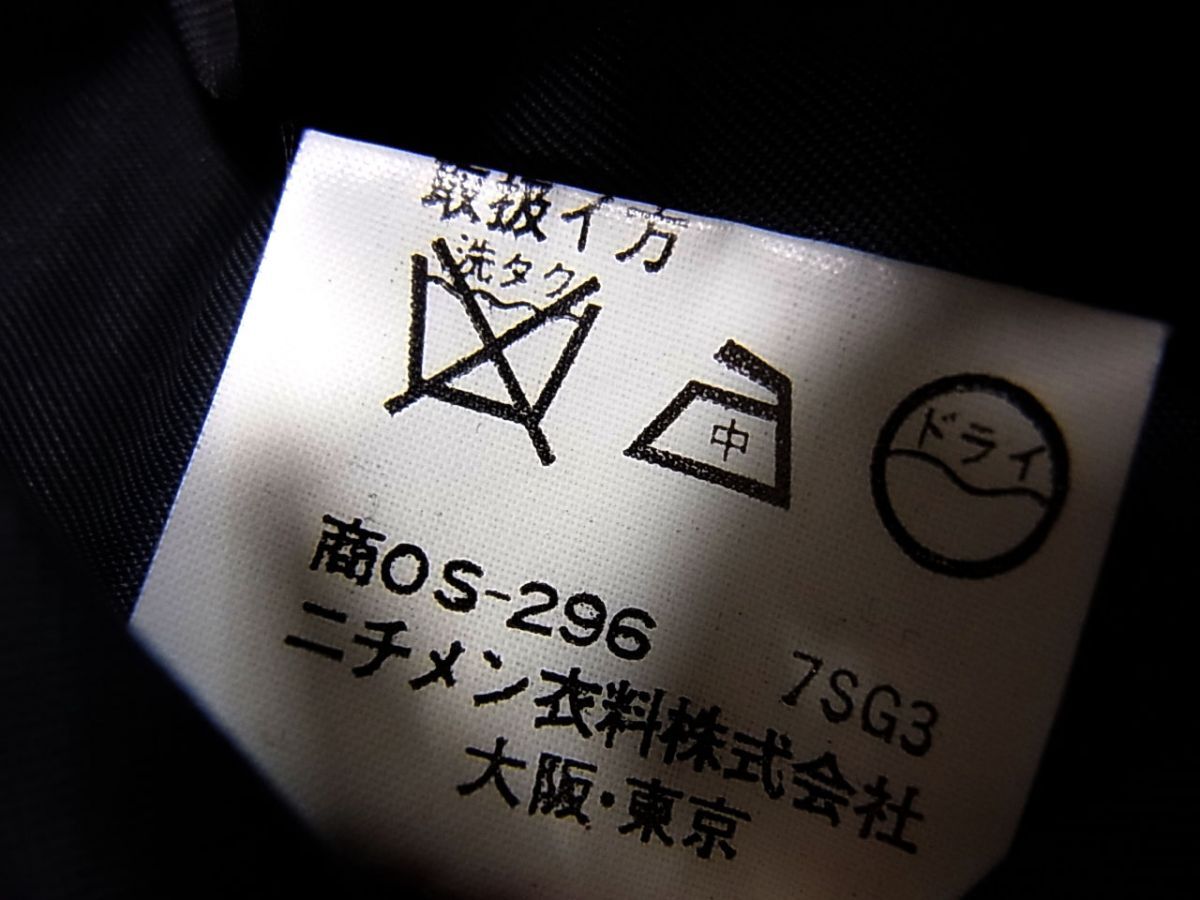 取扱イ方
洗タク
中
ドライ
商OS-296
7SG3
ニチメン衣料株式会社
大阪・東京